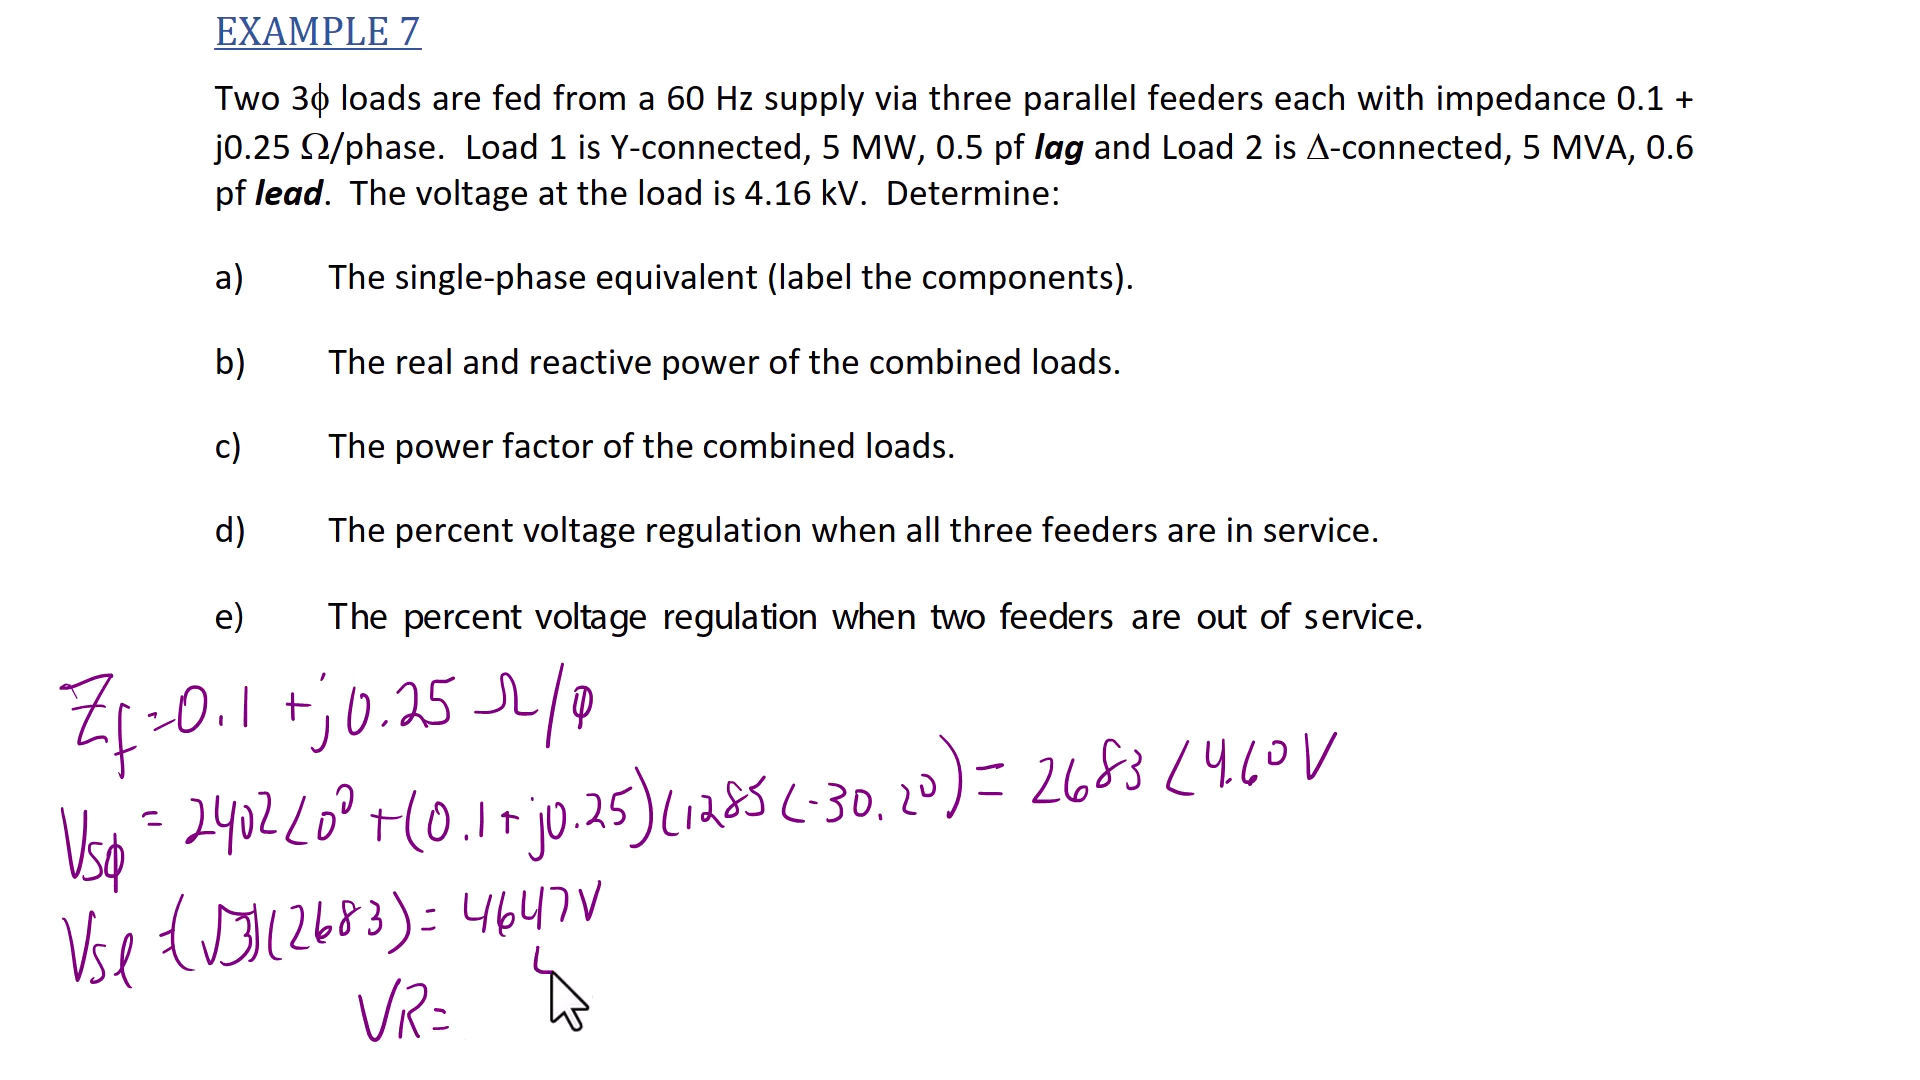 EXAMPLE 7
Two 3ϕ loads are fed from a 60 Hz supply via three parallel feeders each with impedance 0.1 +
j0.25 Ω/phase. Load 1 is Y-connected, 5 MW, 0.5 pf lag and Load 2 is Δ-connected, 5 MVA, 0.6
pf lead. The voltage at the load is 4.16 kV. Determine:
a) The single-phase equivalent (label the components).
b) The real and reactive power of the combined loads.
c) The power factor of the combined loads.
d) The percent voltage regulation when all three feeders are in service.
e) The percent voltage regulation when two feeders are out of service.
Zf = 0.1 + j0.25 Ω/ϕ
Vsϕ = 2402∠0° + (0.1 + j0.25)(1285∠-30.2°) = 2683∠4.6° V
Vsl = (√3)(2683) = 4647 V
VR =